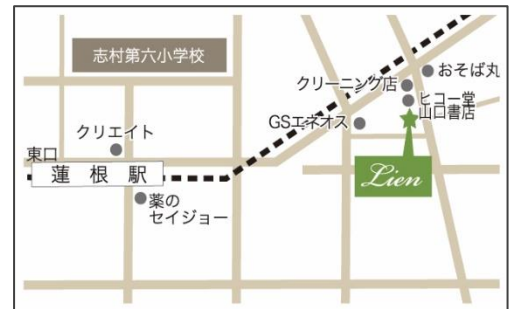 志村第六小学校
おそば丸
クリーニング店
ヒコー堂
山口書店
GSエネオス
クリエイト
東口
蓮根駅
Lien
薬の
セイジョー